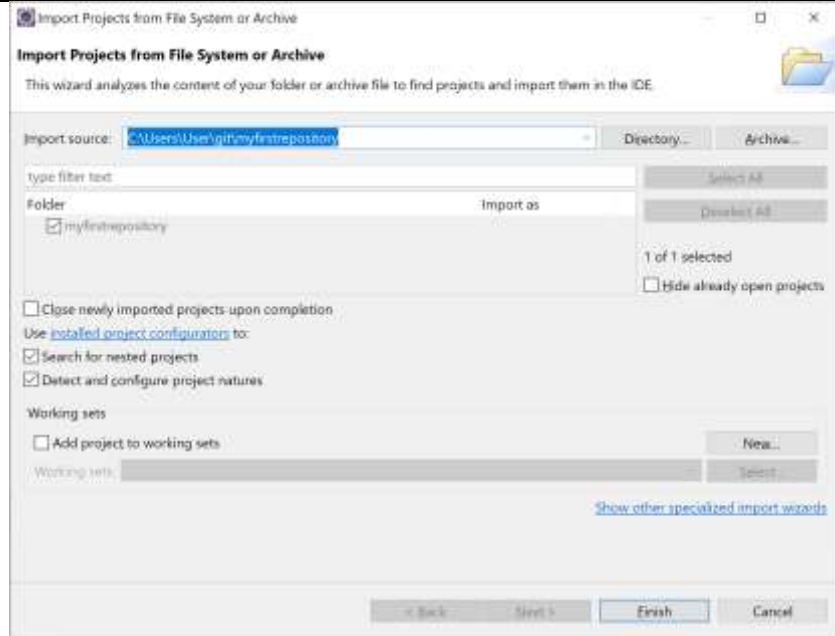 Import Projects from File System or Archive
Import Projects from File System or Archive
This wizard analyzes the content of your folder or archive file to find projects and import them in the IDE.
Import source: C:\Users\User\git\myfirstrepository Directory... Archive...
type filter text Select All
Folder Import as Deselect All
myfirstrepository
1 of 1 selected
Hide already open projects
Close newly imported projects upon completion
Use installed project configurators to:
Search for nested projects
Detect and configure project natures
Working sets
Add project to working sets New...
Working sets: Select...
Show other specialized import wizards
< Back Next > Finish Cancel